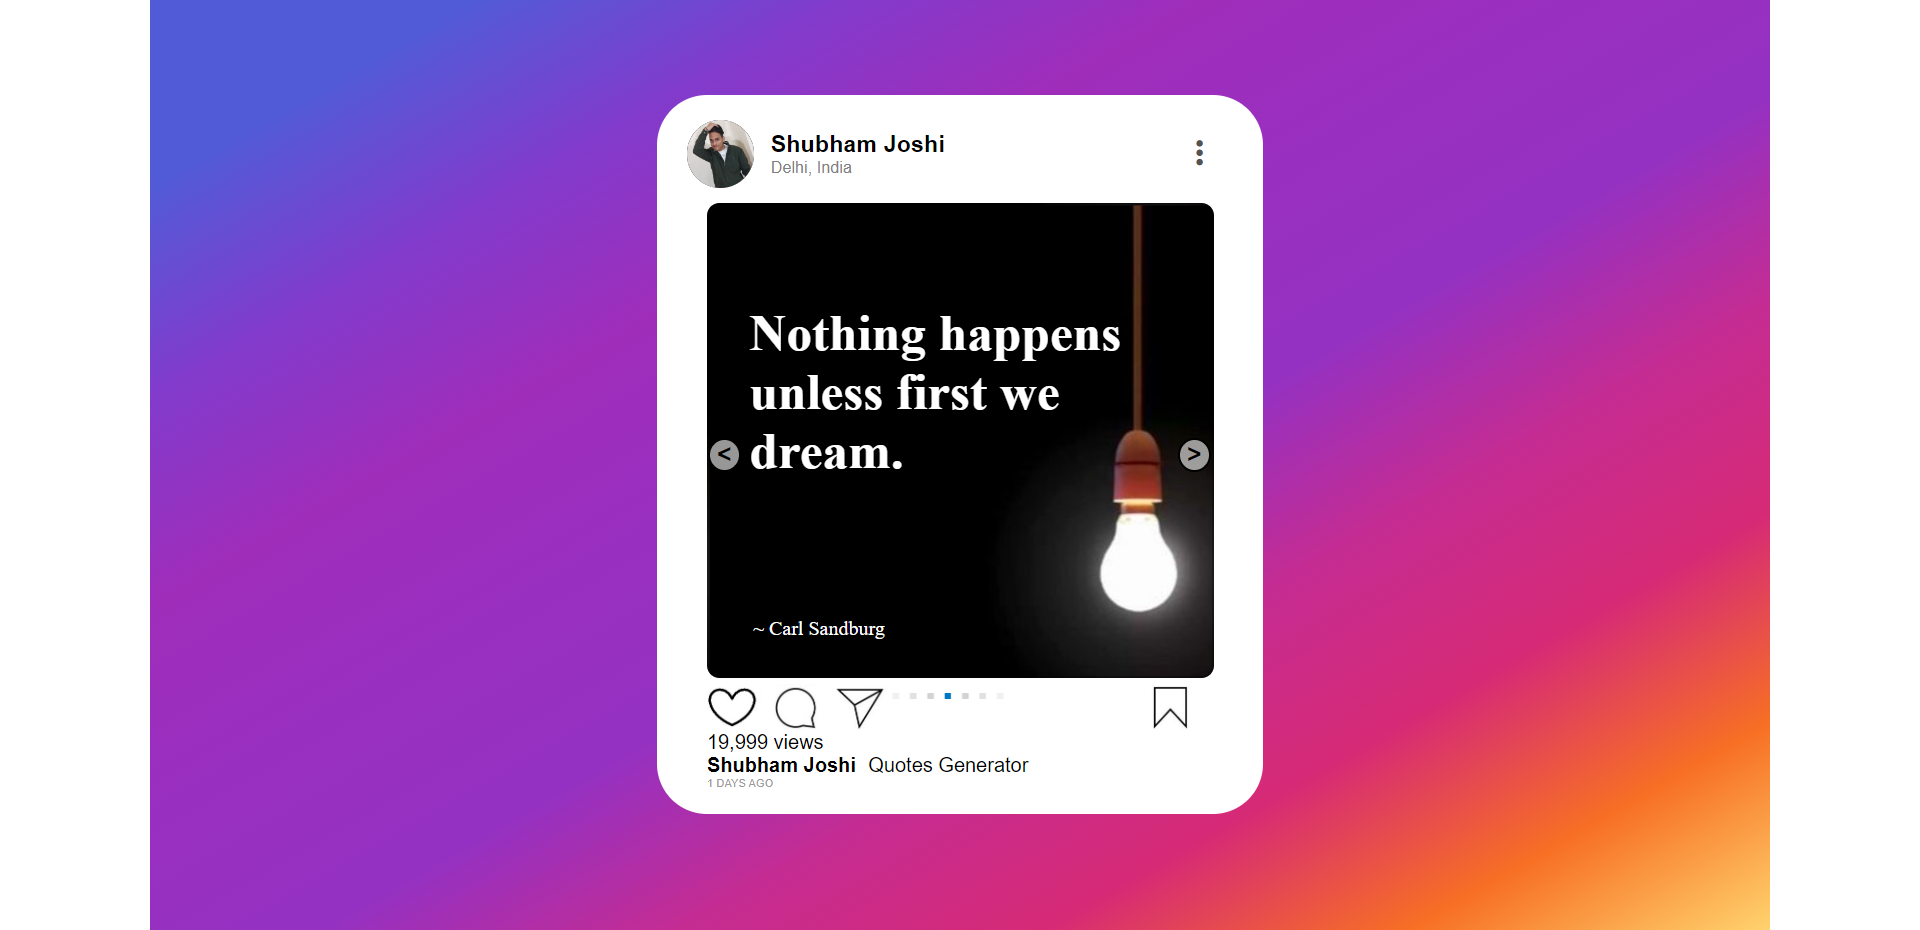 Shubham Joshi
Delhi, India
Nothing happens
unless first we
dream.
< >
~ Carl Sandburg
19,999 views
Shubham Joshi Quotes Generator
1 DAYS AGO